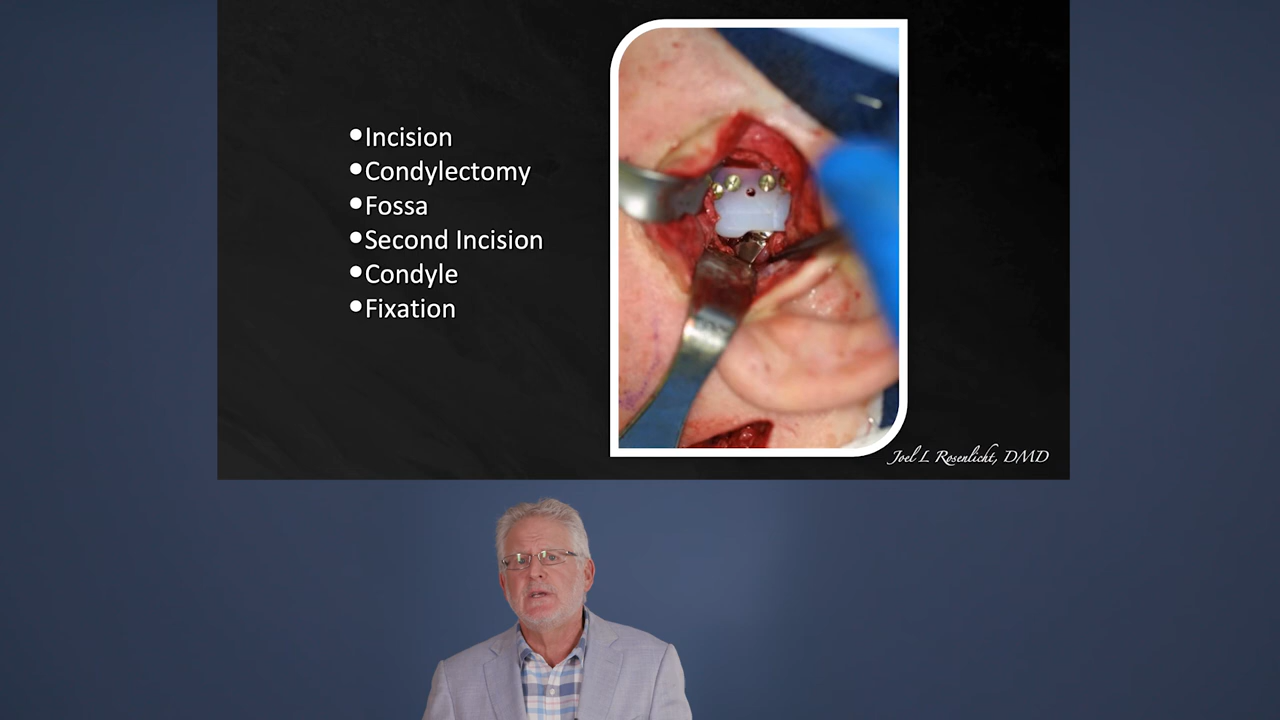 •Incision
•Condylectomy
•Fossa
•Second Incision
•Condyle
•Fixation
Joel L Rosenlicht, DMD